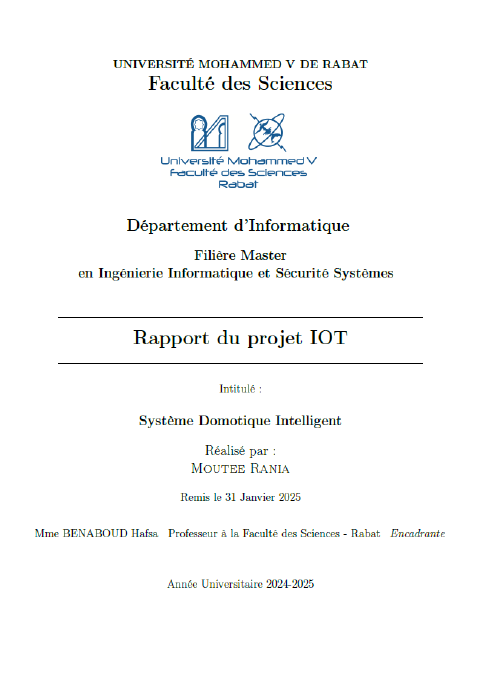 UNIVERSITÉ MOHAMMED V DE RABAT
Faculté des Sciences
Université Mohammed V
Faculté des Sciences
Rabat
Département d'Informatique
Filière Master
en Ingénierie Informatique et Sécurité Systèmes
Rapport du projet IOT
Intitulé :
Système Domotique Intelligent
Réalisé par :
MOUTEE RANIA
Remis le 31 Janvier 2025
Mme BENABOUD Hafsa Professeur à la Faculté des Sciences - Rabat Encadrante
Année Universitaire 2024-2025